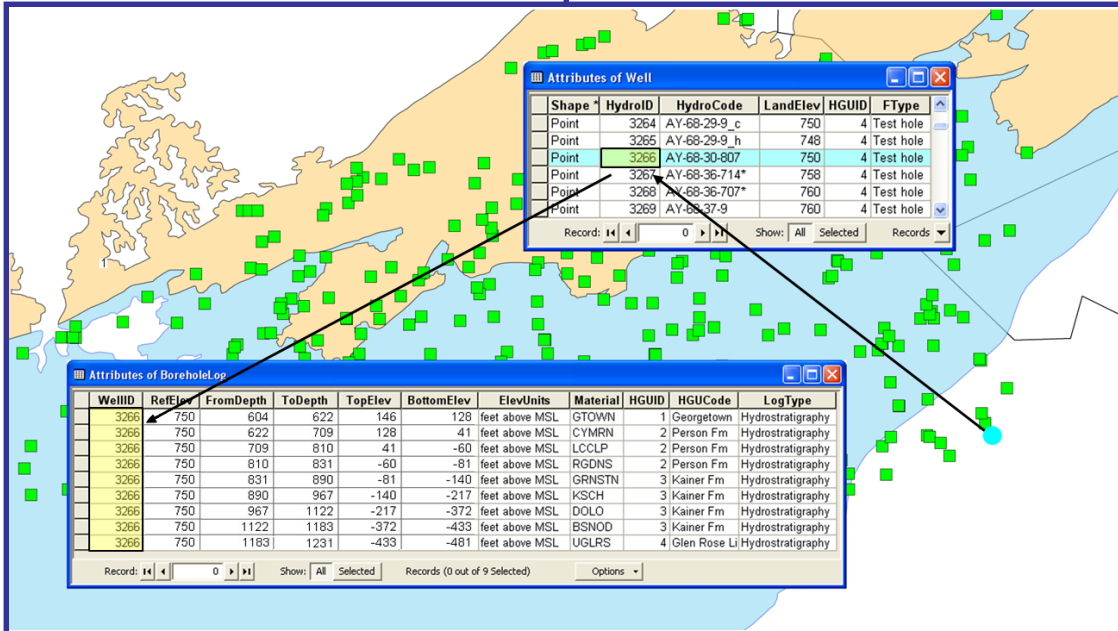 Attributes of Well
Shape * HydroID HydroCode LandElev HGUID FType
Point 3264 AY-68-29-9_c 750 4 Test hole
Point 3265 AY-68-29-9_h 748 4 Test hole
Point 3266 AY-68-30-807 750 4 Test hole
Point 3267 AY-68-36-714* 758 4 Test hole
Point 3268 AY-68-36-707* 760 4 Test hole
Point 3269 AY-68-37-9 760 4 Test hole
Record: 0 Show: All Selected Records
1
Attributes of BoreholeLog
WellID RefElev FromDepth ToDepth TopElev BottomElev ElevUnits Material HGUID HGUCode LogType
3266 750 604 622 146 128 feet above MSL GTOWN 1 Georgetown Hydrostratigraphy
3266 750 622 709 128 41 feet above MSL CYMRN 2 Person Fm Hydrostratigraphy
3266 750 709 810 41 -60 feet above MSL LCCLP 2 Person Fm Hydrostratigraphy
3266 750 810 831 -60 -81 feet above MSL RGDNS 2 Person Fm Hydrostratigraphy
3266 750 831 890 -81 -140 feet above MSL GRNSTN 3 Kainer Fm Hydrostratigraphy
3266 750 890 967 -140 -217 feet above MSL KSCH 3 Kainer Fm Hydrostratigraphy
3266 750 967 1122 -217 -372 feet above MSL DOLO 3 Kainer Fm Hydrostratigraphy
3266 750 1122 1183 -372 -433 feet above MSL BSNOD 3 Kainer Fm Hydrostratigraphy
3266 750 1183 1231 -433 -481 feet above MSL UGLRS 4 Glen Rose Li Hydrostratigraphy
Record: 0 Show: All Selected Records (0 out of 9 Selected) Options